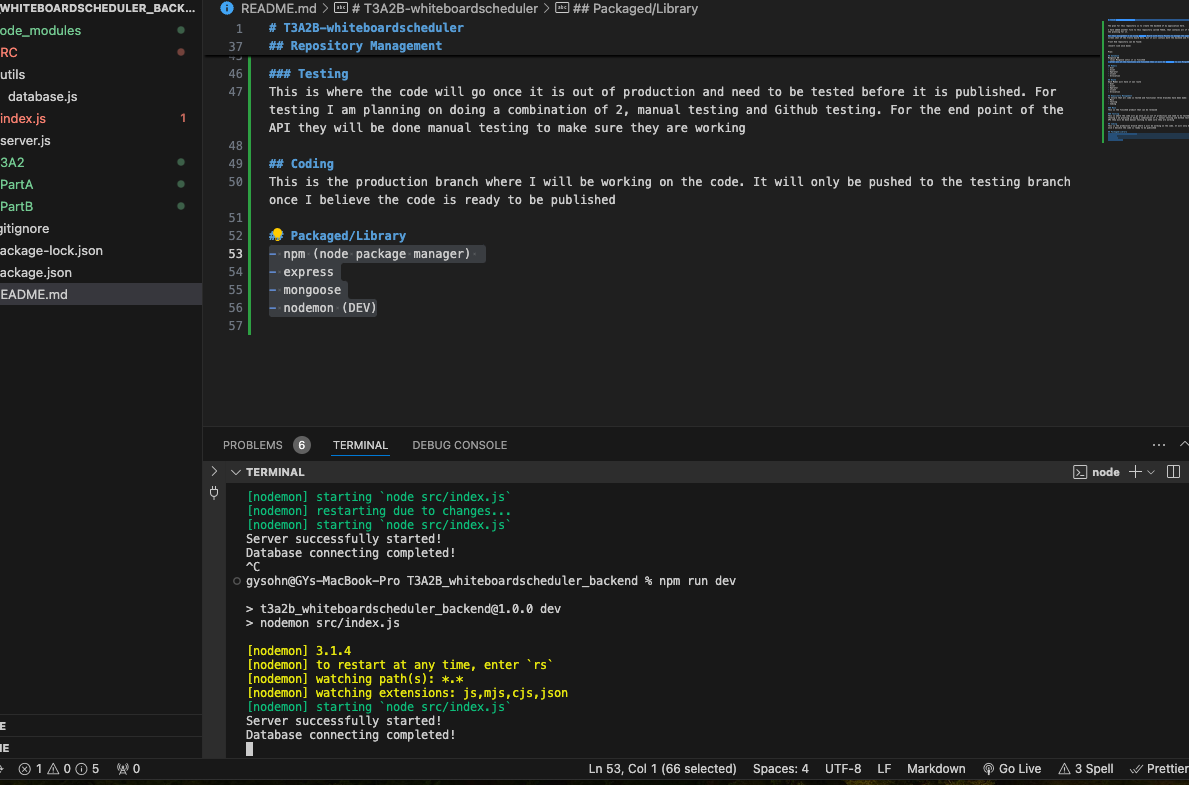 WHITEBOARDSCHEDULER_BACK...
ode_modules
RC
utils
database.js
index.js 1
server.js
3A2
PartA
PartB
gitignore
ackage-lock.json
ackage.json
EADME.md
E
NE
README.md > # T3A2B-whiteboardscheduler > ## Packaged/Library
1 # T3A2B-whiteboardscheduler
37 ## Repository Management
45
46 ### Testing
47 This is where the code will go once it is out of production and need to be tested before it is published. For
testing I am planning on doing a combination of 2, manual testing and Github testing. For the end point of the
API they will be done manual testing to make sure they are working
48
49 ## Coding
50 This is the production branch where I will be working on the code. It will only be pushed to the testing branch
once I believe the code is ready to be published
51
52 ## Packaged/Library
53 - npm (node package manager)
54 - express
55 - mongoose
56 - nodemon (DEV)
57
PROBLEMS 6 TERMINAL DEBUG CONSOLE
TERMINAL node
[nodemon] starting `node src/index.js`
[nodemon] restarting due to changes...
[nodemon] starting `node src/index.js`
Server successfully started!
Database connecting completed!
^C
gysohn@GYs-MacBook-Pro T3A2B_whiteboardscheduler_backend % npm run dev
> t3a2b_whiteboardscheduler_backend@1.0.0 dev
> nodemon src/index.js
[nodemon] 3.1.4
[nodemon] to restart at any time, enter `rs`
[nodemon] watching path(s): *.*
[nodemon] watching extensions: js,mjs,cjs,json
[nodemon] starting `node src/index.js`
Server successfully started!
Database connecting completed!
1 0 5 0 Ln 53, Col 1 (66 selected) Spaces: 4 UTF-8 LF Markdown Go Live 3 Spell Prettier